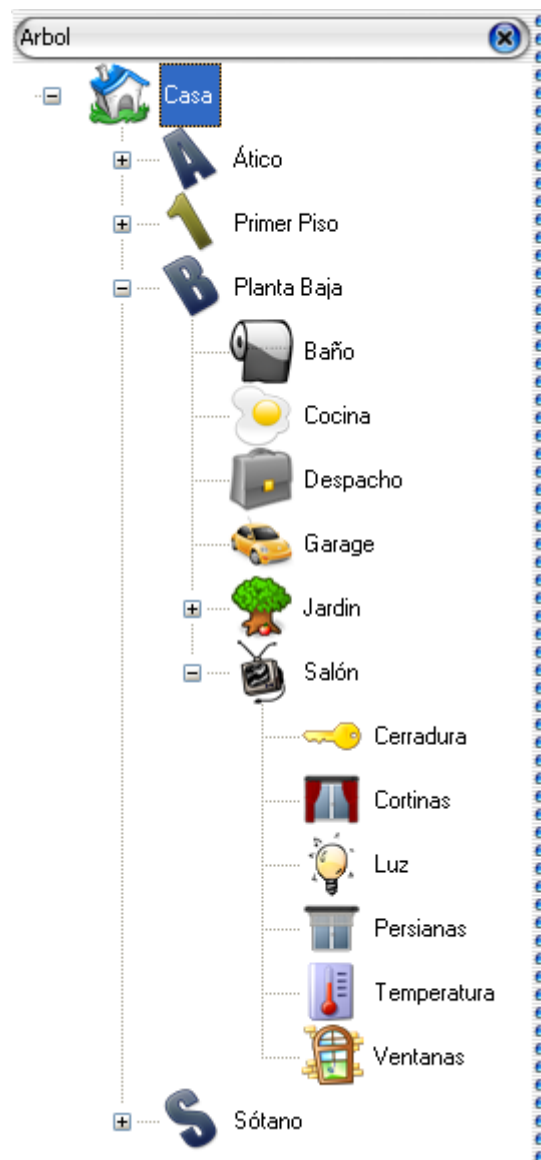 Arbol
Casa
Ático
Primer Piso
Planta Baja
Baño
Cocina
Despacho
Garage
Jardin
Salón
Cerradura
Cortinas
Luz
Persianas
Temperatura
Ventanas
Sótano